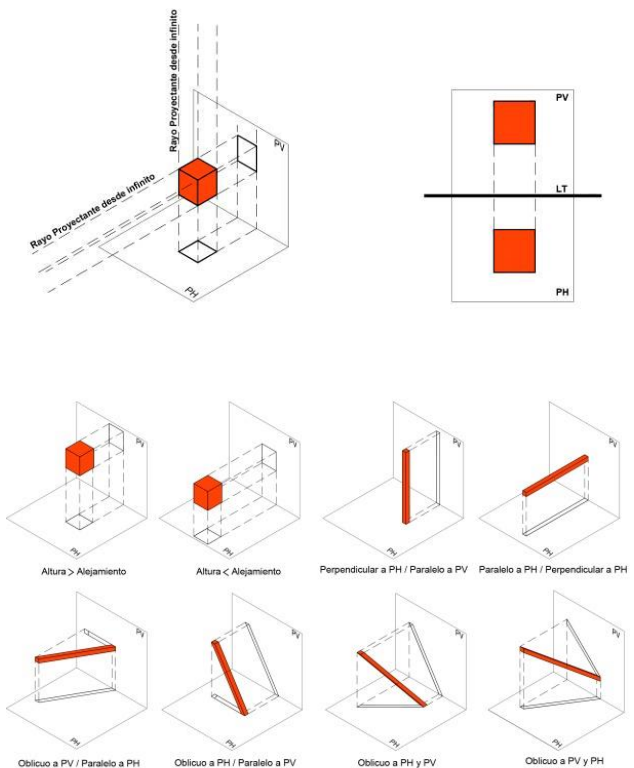 Rayo Proyectante desde infinito
Rayo Proyectante desde infinito
PV
PH
PV
LT
PH
PV
PH
Altura > Alejamiento
PV
PH
Altura < Alejamiento
PV
PH
Perpendicular a PH / Paralelo a PV
PV
PH
Paralelo a PH / Perpendicular a PH
PV
PH
Oblicuo a PV / Paralelo a PH
PV
PH
Oblicuo a PH / Paralelo a PV
PV
PH
Oblicuo a PH y PV
PV
PH
Oblicuo a PV y PH